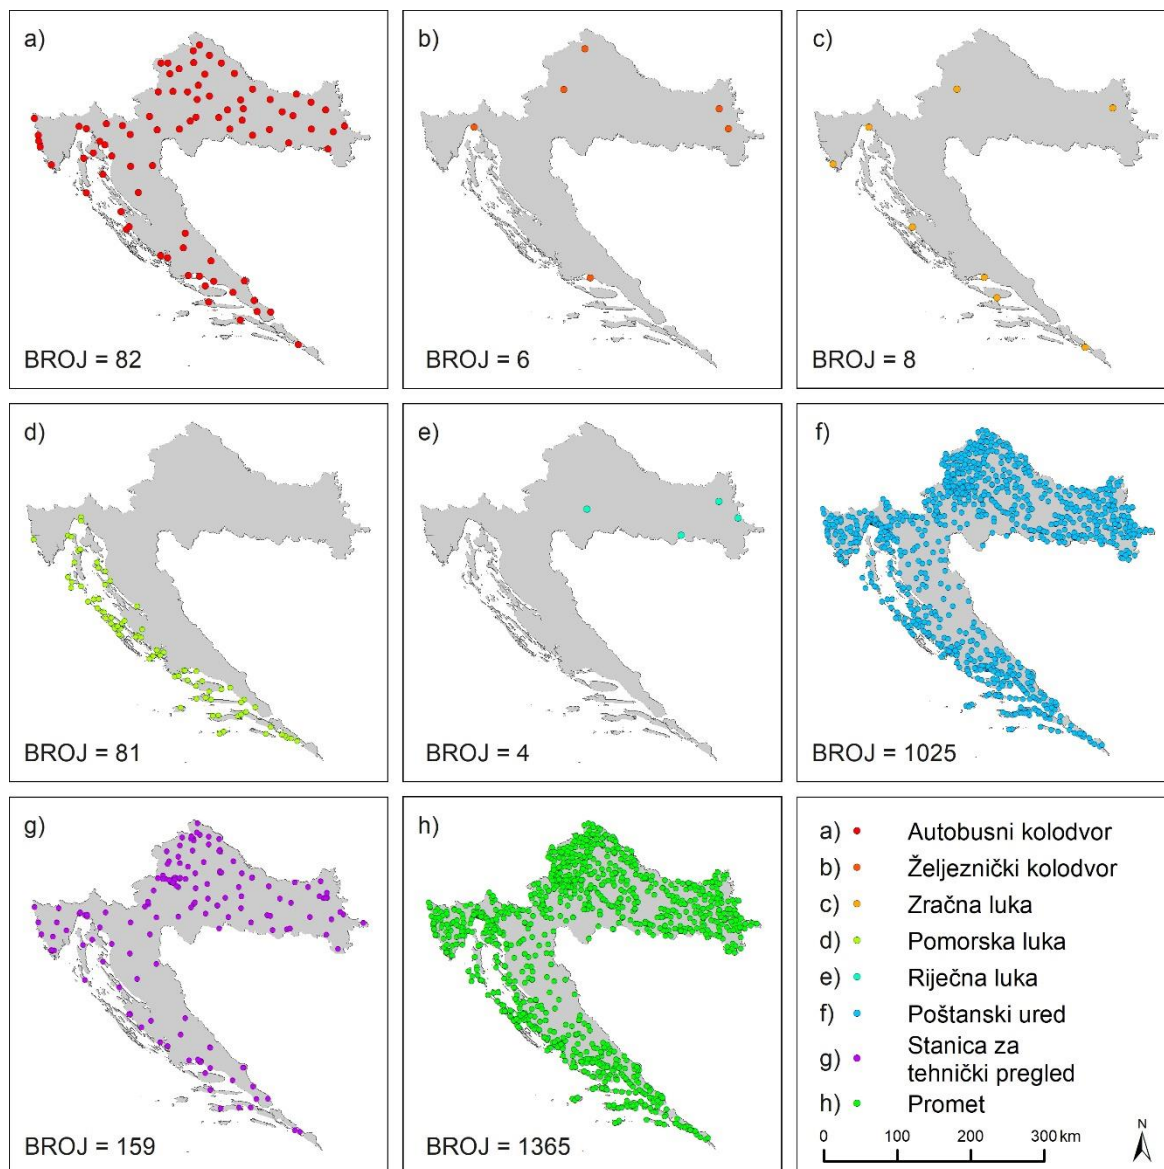 a)
BROJ = 82
b)
BROJ = 6
c)
BROJ = 8
d)
BROJ = 81
e)
BROJ = 4
f)
BROJ = 1025
g)
BROJ = 159
h)
BROJ = 1365
a) Autobusni kolodvor
b) Željeznički kolodvor
c) Zračna luka
d) Pomorska luka
e) Riječna luka
f) Poštanski ured
g) Stanica za
tehnički pregled
h) Promet
0 100 200 300 km
N